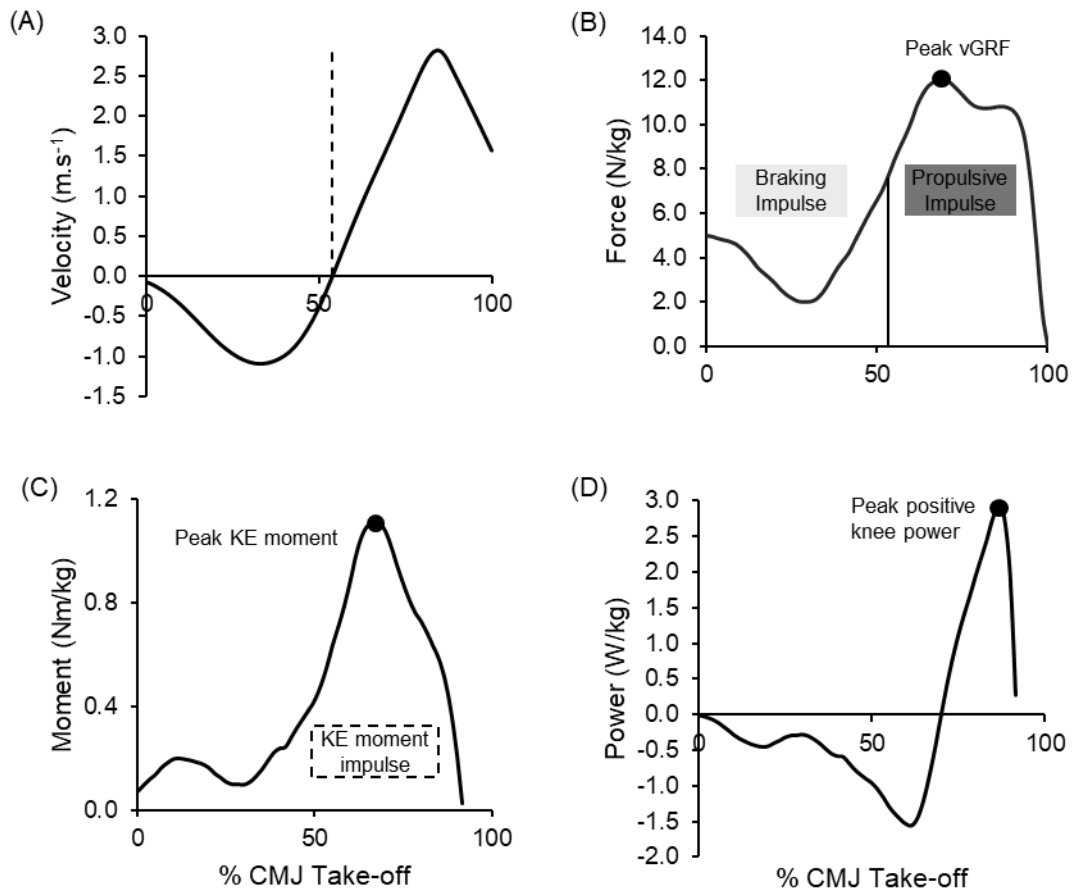 (A)
3.0
2.5
2.0
1.5
1.0
0.5
0.0
-0.5
-1.0
-1.5
Velocity (m.s⁻¹)
0
50
100
(B)
14.0
12.0
10.0
8.0
6.0
4.0
2.0
0.0
Force (N/kg)
Peak vGRF
Braking
Impulse
Propulsive
Impulse
0
50
100
(C)
1.2
0.8
0.4
0.0
Moment (Nm/kg)
Peak KE moment
KE moment
impulse
0
50
100
% CMJ Take-off
(D)
3.0
2.5
2.0
1.5
1.0
0.5
0.0
-0.5
-1.0
-1.5
-2.0
Power (W/kg)
Peak positive
knee power
0
50
100
% CMJ Take-off